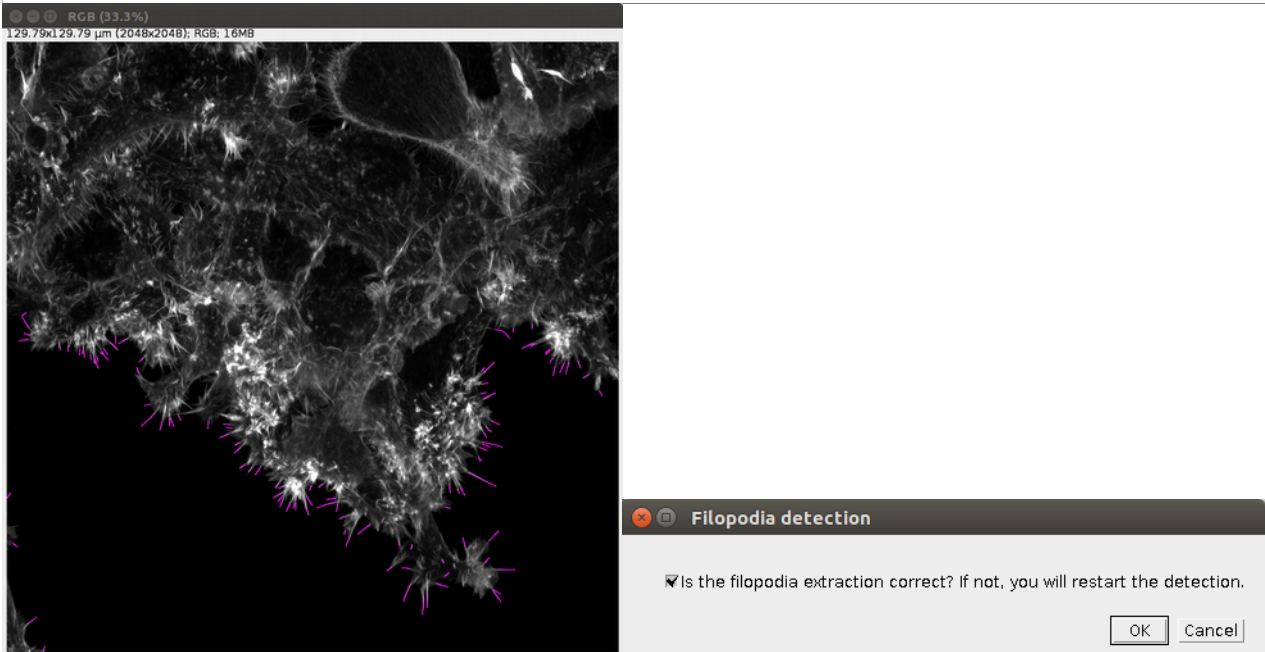 RGB (33.3%)
129.79x129.79 µm (2048x2048); RGB; 16MB
Filopodia detection
Is the filopodia extraction correct? If not, you will restart the detection.
OK
Cancel